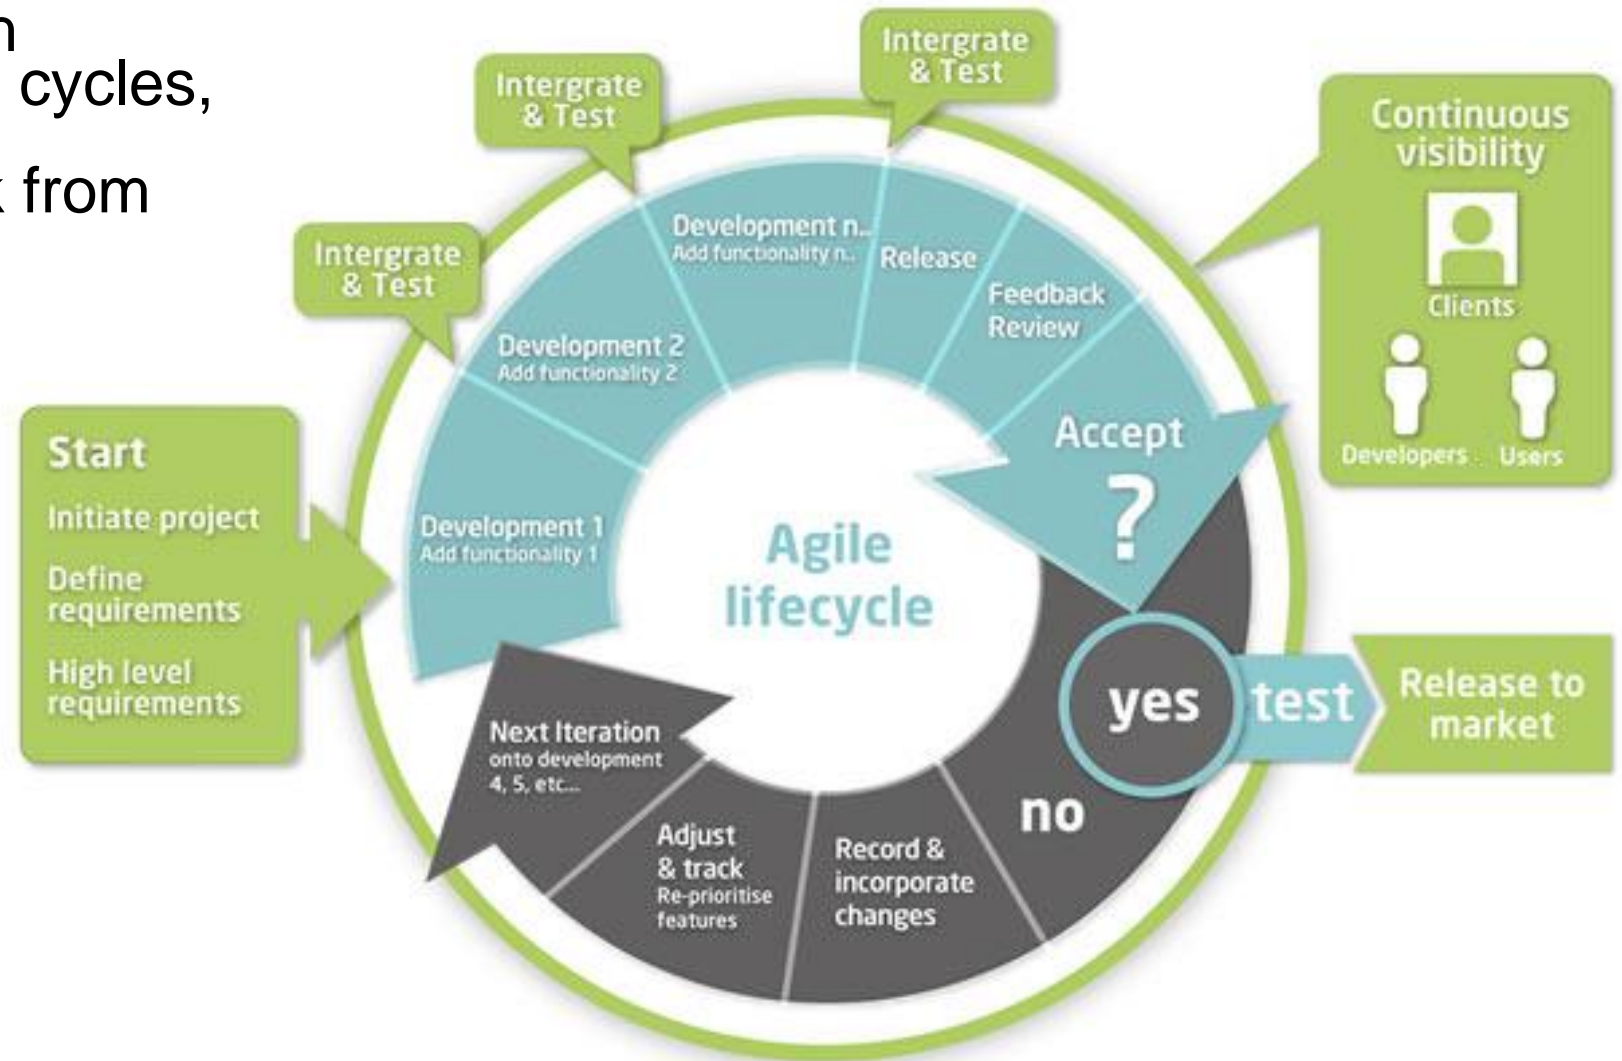 n
cycles,
k from
Intergrate
& Test
Intergrate
& Test
Intergrate
& Test
Continuous
visibility
Clients
Developers
Users
Start
Initiate project
Define
requirements
High level
requirements
Development 1
Add functionality 1
Development 2
Add functionality 2
Development n..
Add functionality n..
Release
Feedback
Review
Accept
?
Agile
lifecycle
yes
test
Release to
market
no
Record &
incorporate
changes
Adjust
& track
Re-prioritise
features
Next Iteration
onto development
4, 5, etc...